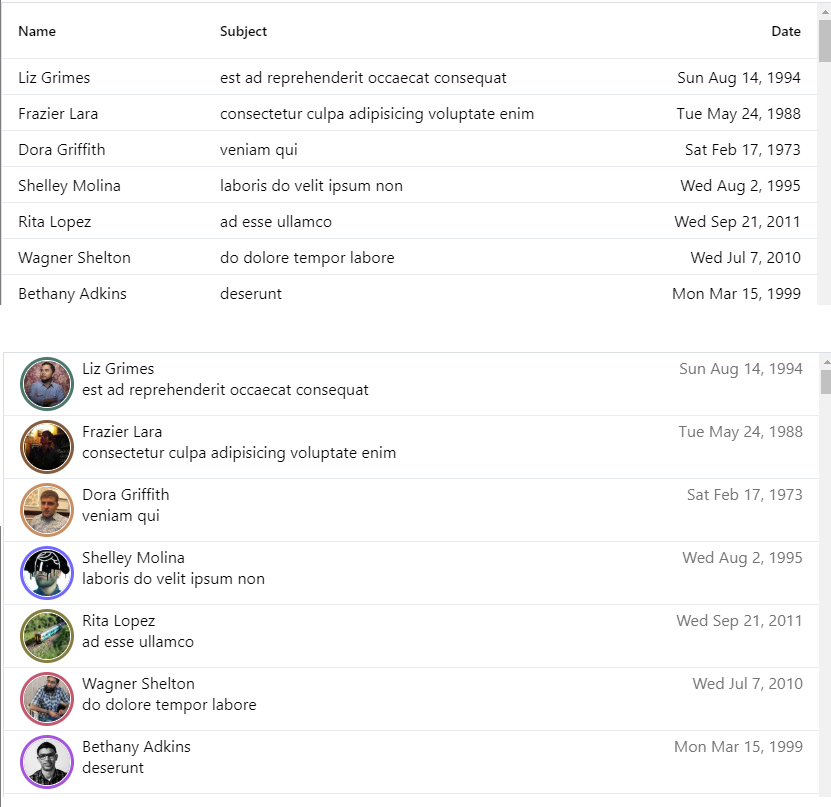 Name Subject Date
Liz Grimes est ad reprehenderit occaecat consequat Sun Aug 14, 1994
Frazier Lara consectetur culpa adipisicing voluptate enim Tue May 24, 1988
Dora Griffith veniam qui Sat Feb 17, 1973
Shelley Molina laboris do velit ipsum non Wed Aug 2, 1995
Rita Lopez ad esse ullamco Wed Sep 21, 2011
Wagner Shelton do dolore tempor labore Wed Jul 7, 2010
Bethany Adkins deserunt Mon Mar 15, 1999
Liz Grimes Sun Aug 14, 1994
est ad reprehenderit occaecat consequat
Frazier Lara Tue May 24, 1988
consectetur culpa adipisicing voluptate enim
Dora Griffith Sat Feb 17, 1973
veniam qui
Shelley Molina Wed Aug 2, 1995
laboris do velit ipsum non
Rita Lopez Wed Sep 21, 2011
ad esse ullamco
Wagner Shelton Wed Jul 7, 2010
do dolore tempor labore
Bethany Adkins Mon Mar 15, 1999
deserunt